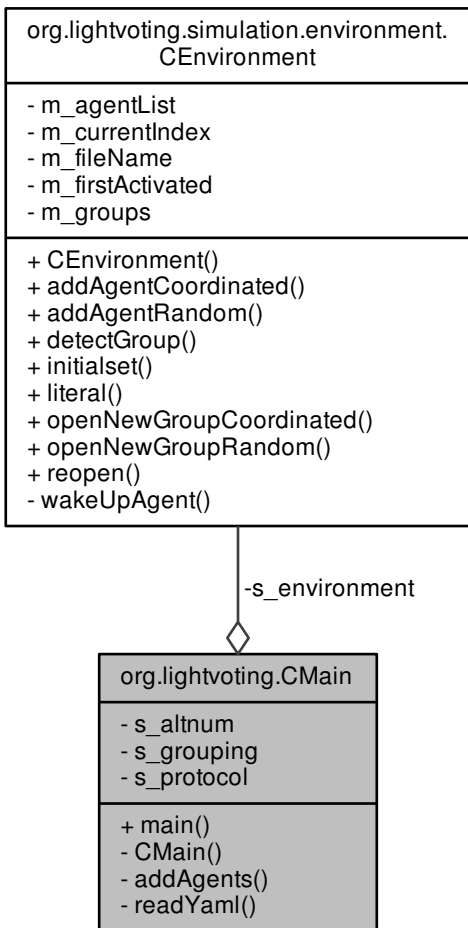 org.lightvoting.simulation.environment.
CEnvironment
- m_agentList
- m_currentIndex
- m_fileName
- m_firstActivated
- m_groups
+ CEnvironment()
+ addAgentCoordinated()
+ addAgentRandom()
+ detectGroup()
+ initialset()
+ literal()
+ openNewGroupCoordinated()
+ openNewGroupRandom()
+ reopen()
- wakeUpAgent()
-s_environment
org.lightvoting.CMain
- s_altnum
- s_grouping
- s_protocol
+ main()
- CMain()
- addAgents()
- readYaml()